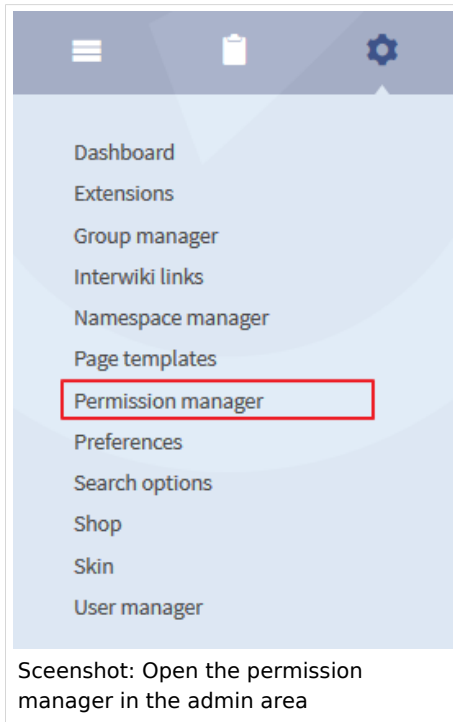 Dashboard
Extensions
Group manager
Interwiki links
Namespace manager
Page templates
Permission manager
Preferences
Search options
Shop
Skin
User manager
Sceenshot: Open the permission
manager in the admin area